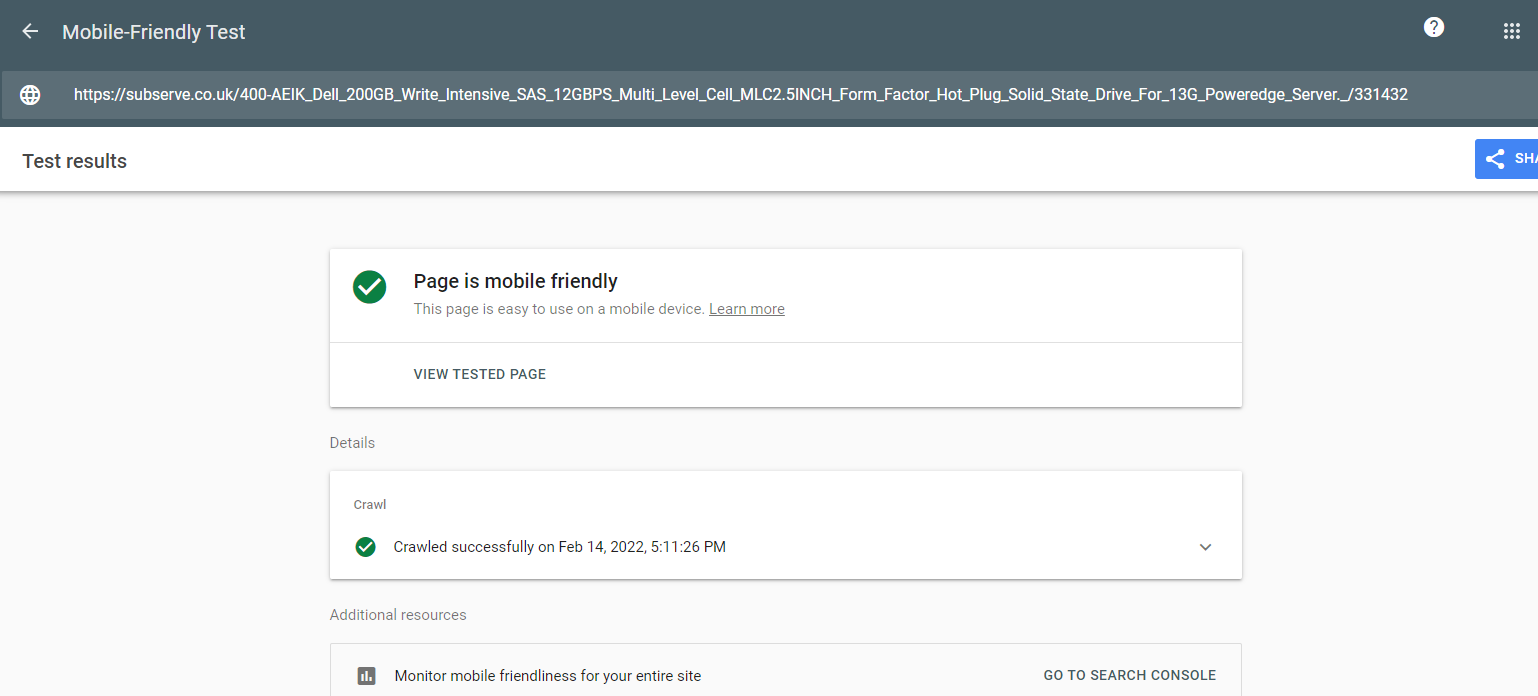 Mobile-Friendly Test
https://subserve.co.uk/400-AEIK_Dell_200GB_Write_Intensive_SAS_12GBPS_Multi_Level_Cell_MLC2.5INCH_Form_Factor_Hot_Plug_Solid_State_Drive_For_13G_Poweredge_Server._/331432
Test results
SHA
Page is mobile friendly
This page is easy to use on a mobile device. Learn more
VIEW TESTED PAGE
Details
Crawl
Crawled successfully on Feb 14, 2022, 5:11:26 PM
Additional resources
Monitor mobile friendliness for your entire site GO TO SEARCH CONSOLE